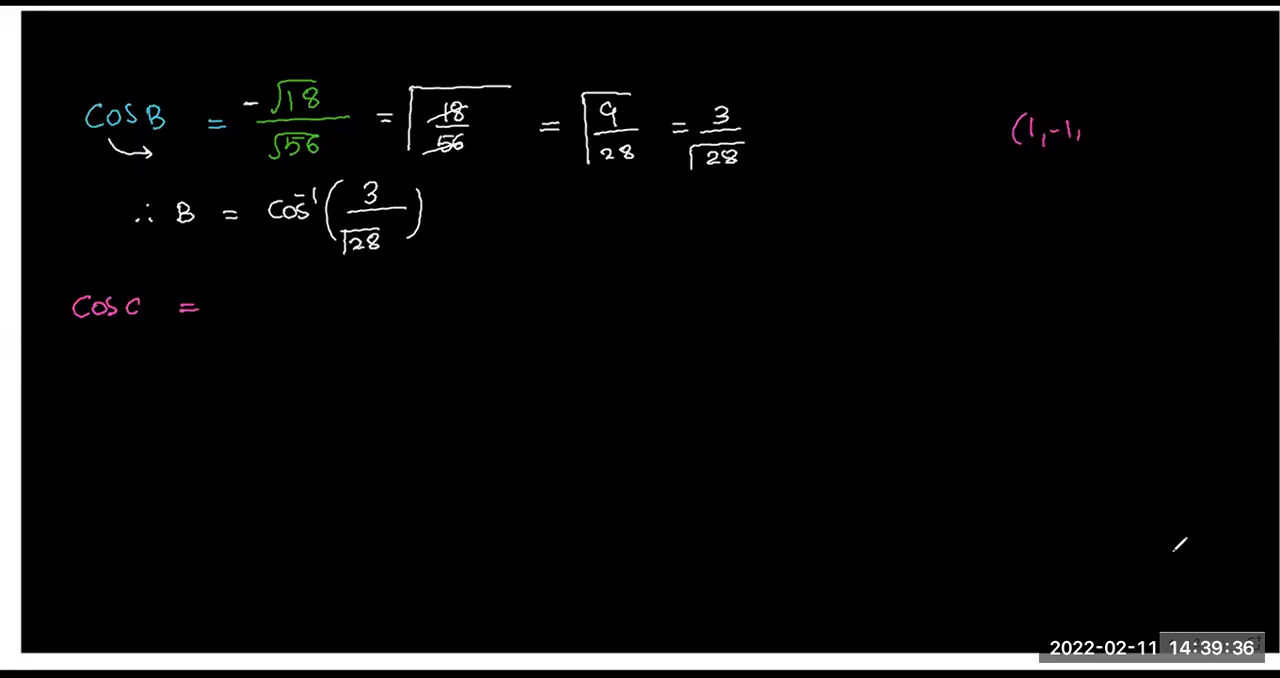 cos B = -√18/√56 = √(18/56) = √(9/28) = 3/√28
(1, -1,
∴ B = cos⁻¹(3/√28)
cos C =
2022-02-11 14:39:36